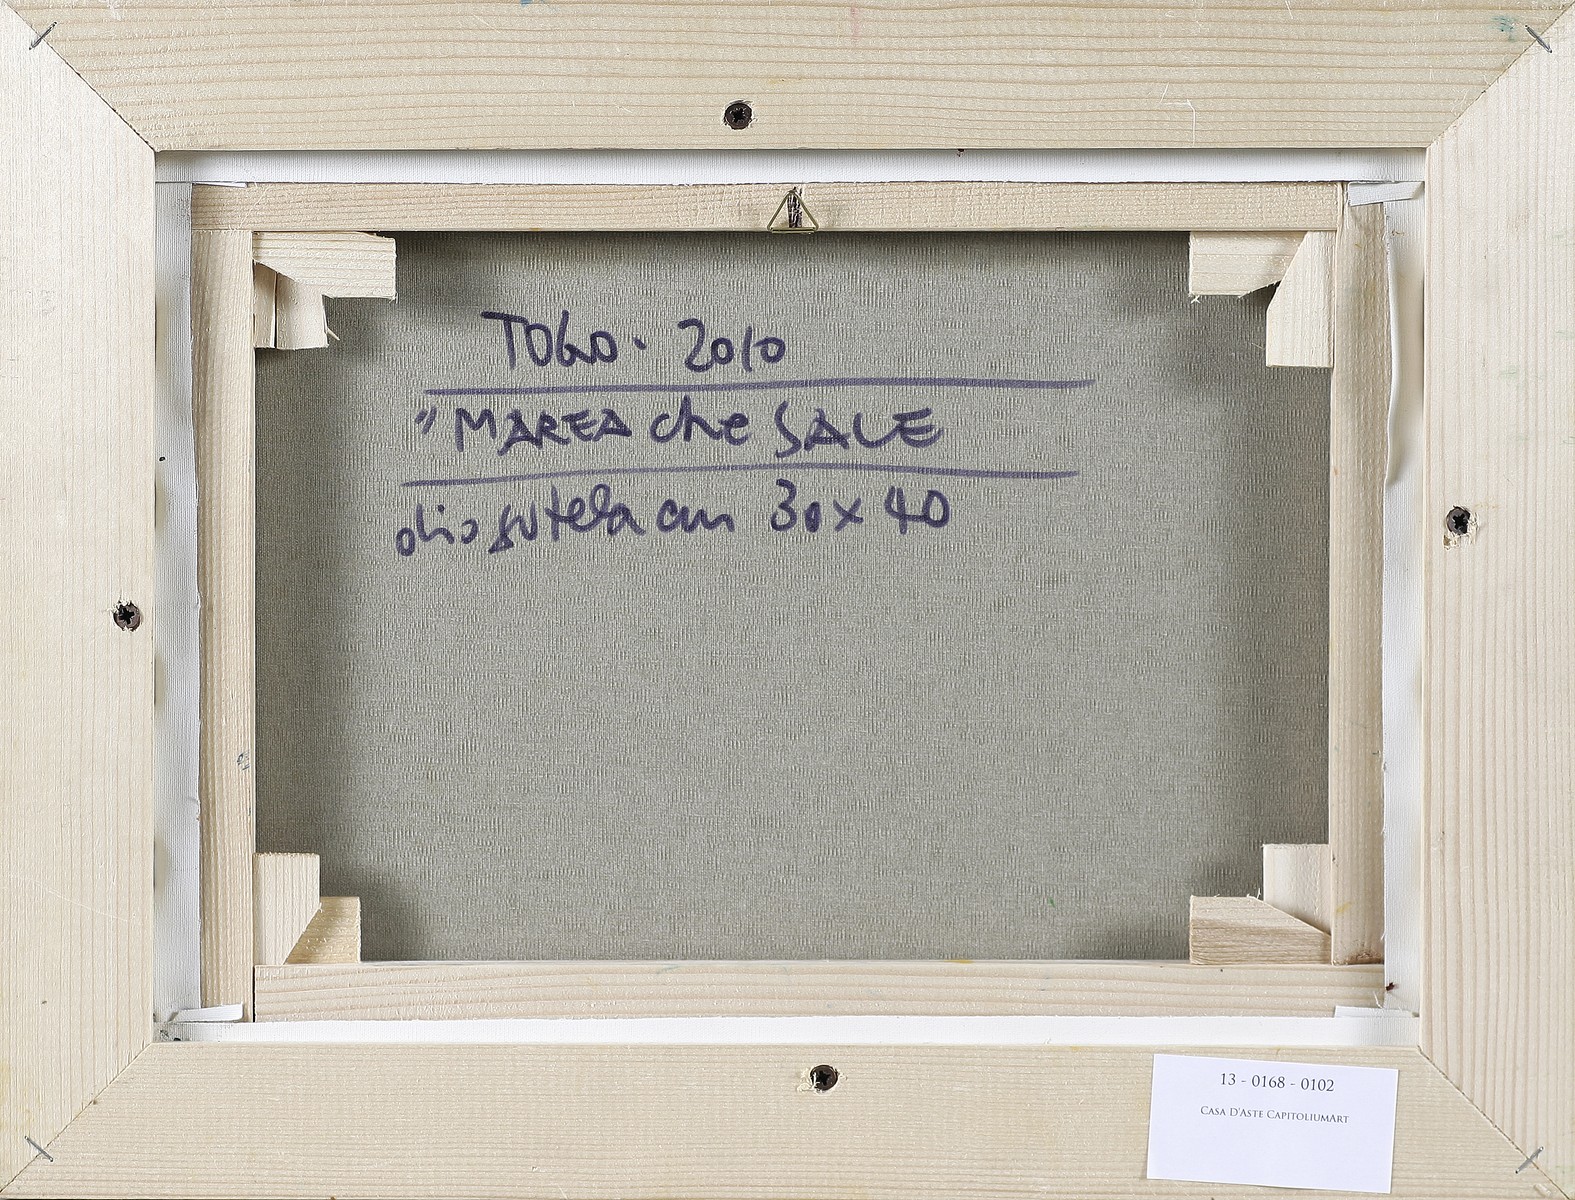 TOGO · 2010
"MAREA che SALE
olio su tela cm 30x40
13 - 0168 - 0102
CASA D'ASTE CAPITOLIUMART